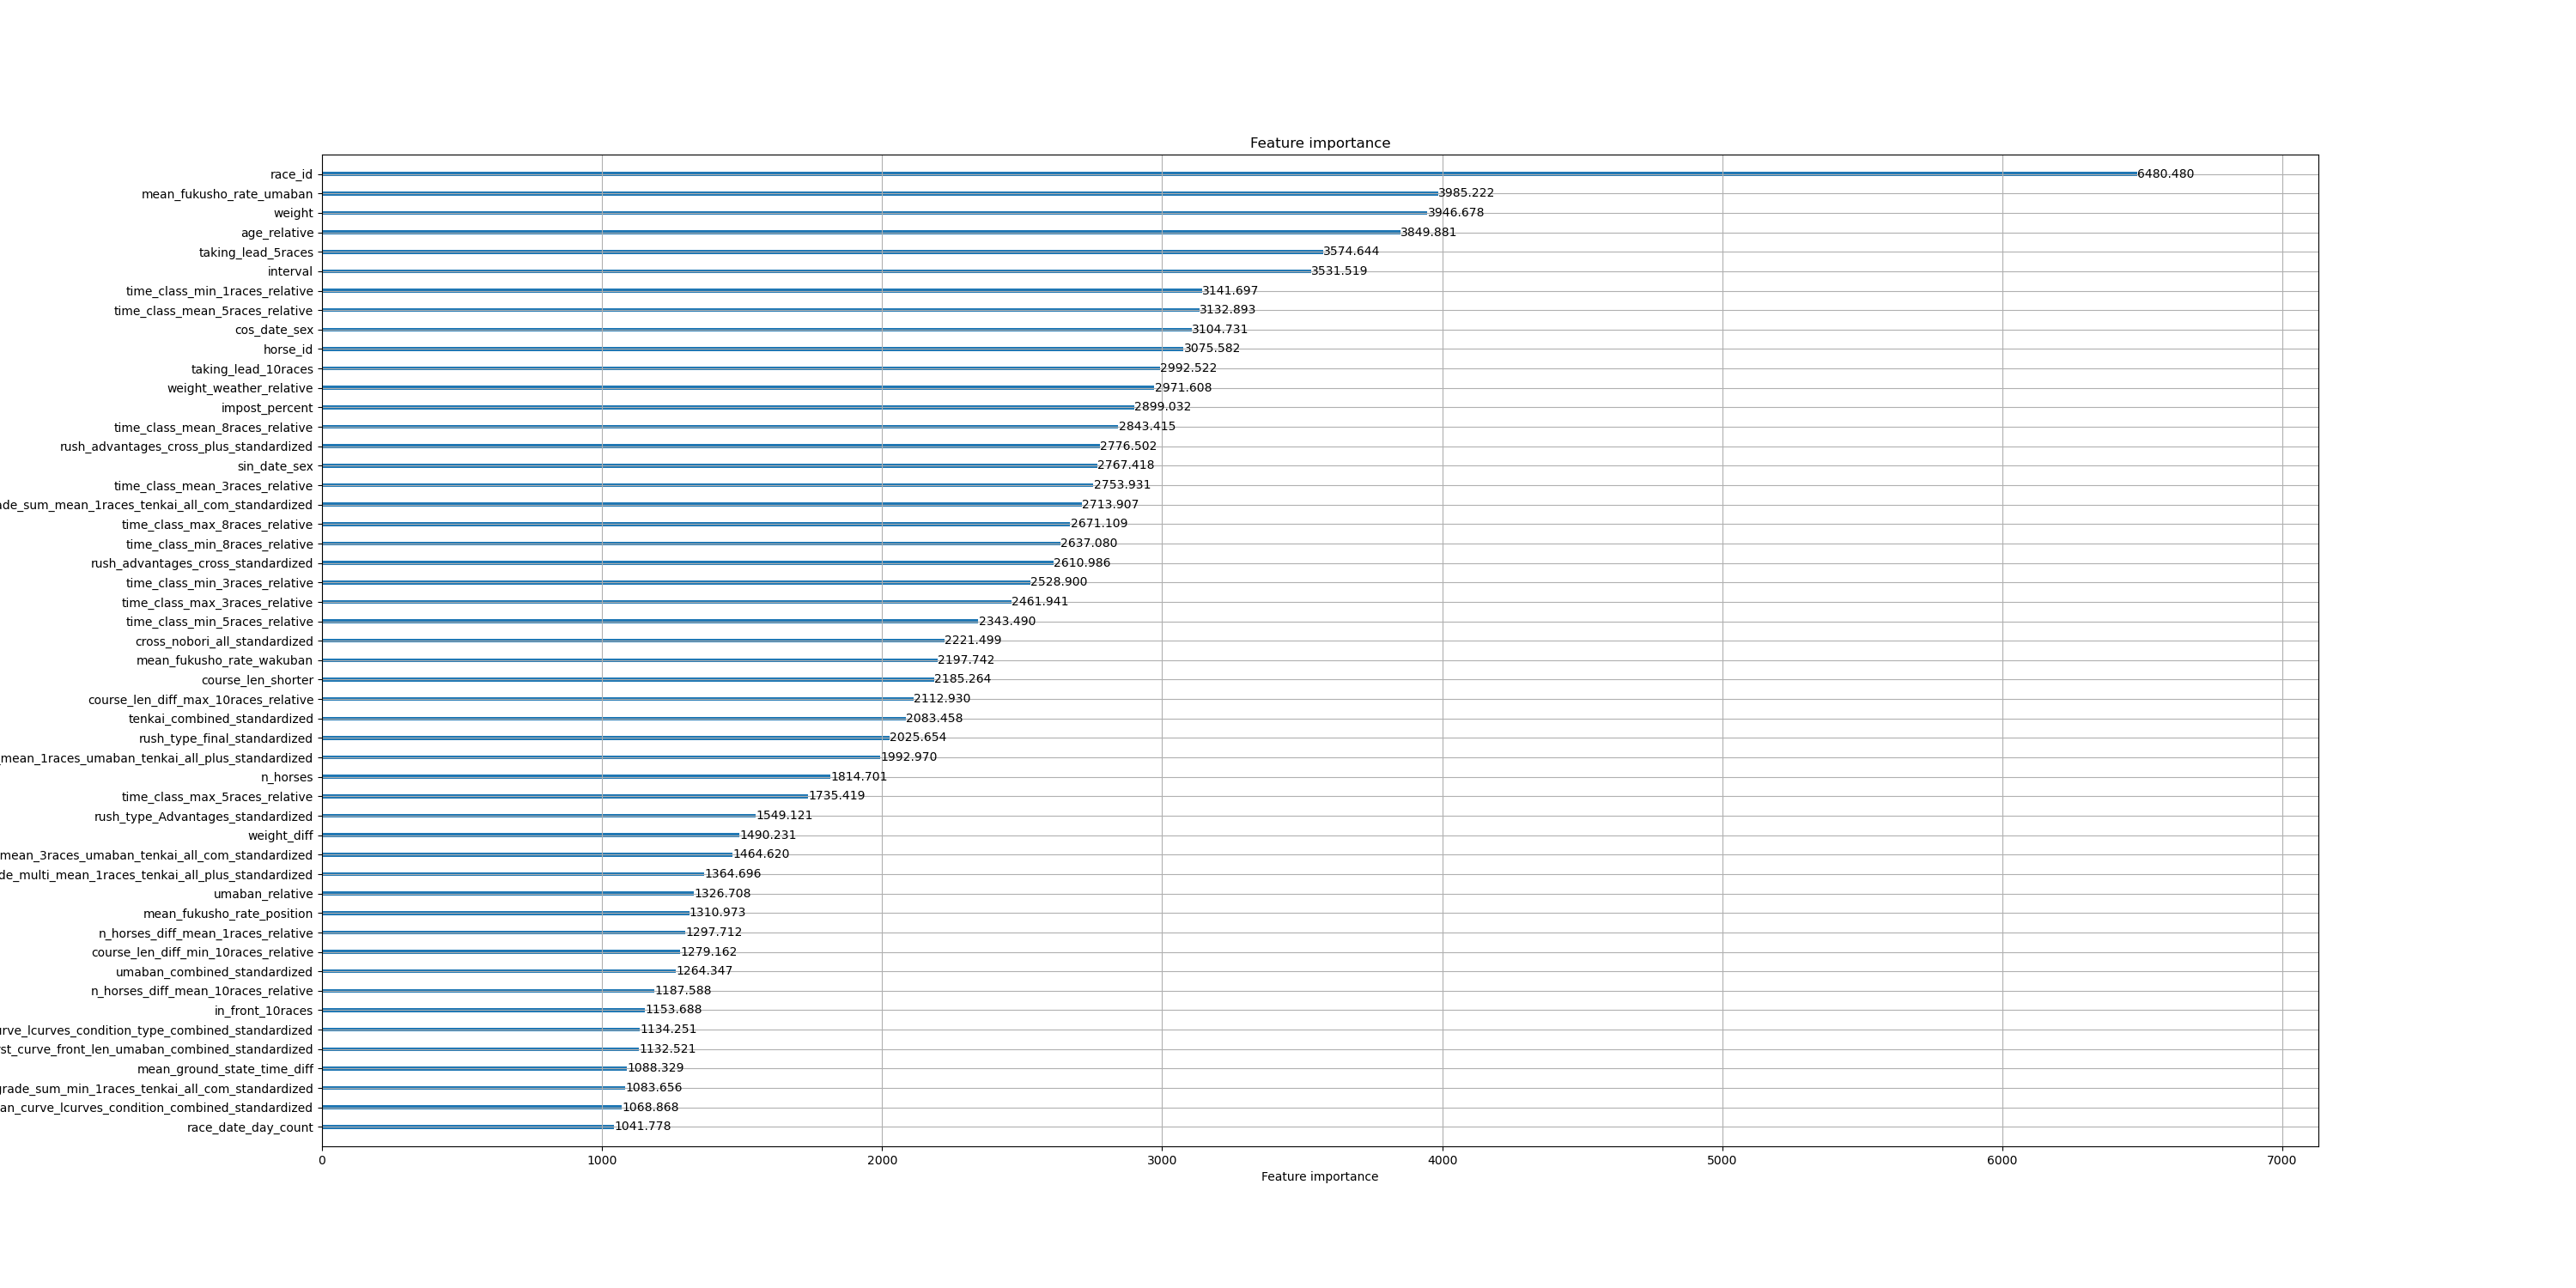 Feature importance
race_id 6480.480
mean_fukusho_rate_umaban 3985.222
weight 3946.678
age_relative 3849.881
taking_lead_5races 3574.644
interval 3531.519
time_class_min_1races_relative 3141.697
time_class_mean_5races_relative 3132.893
cos_date_sex 3104.731
horse_id 3075.582
taking_lead_10races 2992.522
weight_weather_relative 2971.608
impost_percent 2899.032
time_class_mean_8races_relative 2843.415
rush_advantages_cross_plus_standardized 2776.502
sin_date_sex 2767.418
time_class_mean_3races_relative 2753.931
de_sum_mean_1races_tenkai_all_com_standardized 2713.907
time_class_max_8races_relative 2671.109
time_class_min_8races_relative 2637.080
rush_advantages_cross_standardized 2610.986
time_class_min_3races_relative 2528.900
time_class_max_3races_relative 2461.941
time_class_min_5races_relative 2343.490
cross_nobori_all_standardized 2221.499
mean_fukusho_rate_wakuban 2197.742
course_len_shorter 2185.264
course_len_diff_max_10races_relative 2112.930
tenkai_combined_standardized 2083.458
rush_type_final_standardized 2025.654
mean_1races_umaban_tenkai_all_plus_standardized 1992.970
n_horses 1814.701
time_class_max_5races_relative 1735.419
rush_type_Advantages_standardized 1549.121
weight_diff 1490.231
mean_3races_umaban_tenkai_all_com_standardized 1464.620
de_multi_mean_1races_tenkai_all_plus_standardized 1364.696
umaban_relative 1326.708
mean_fukusho_rate_position 1310.973
n_horses_diff_mean_1races_relative 1297.712
course_len_diff_min_10races_relative 1279.162
umaban_combined_standardized 1264.347
n_horses_diff_mean_10races_relative 1187.588
in_front_10races 1153.688
rve_lcurves_condition_type_combined_standardized 1134.251
st_curve_front_len_umaban_combined_standardized 1132.521
mean_ground_state_time_diff 1088.329
grade_sum_min_1races_tenkai_all_com_standardized 1083.656
an_curve_lcurves_condition_combined_standardized 1068.868
race_date_day_count 1041.778
0 1000 2000 3000 4000 5000 6000 7000
Feature importance